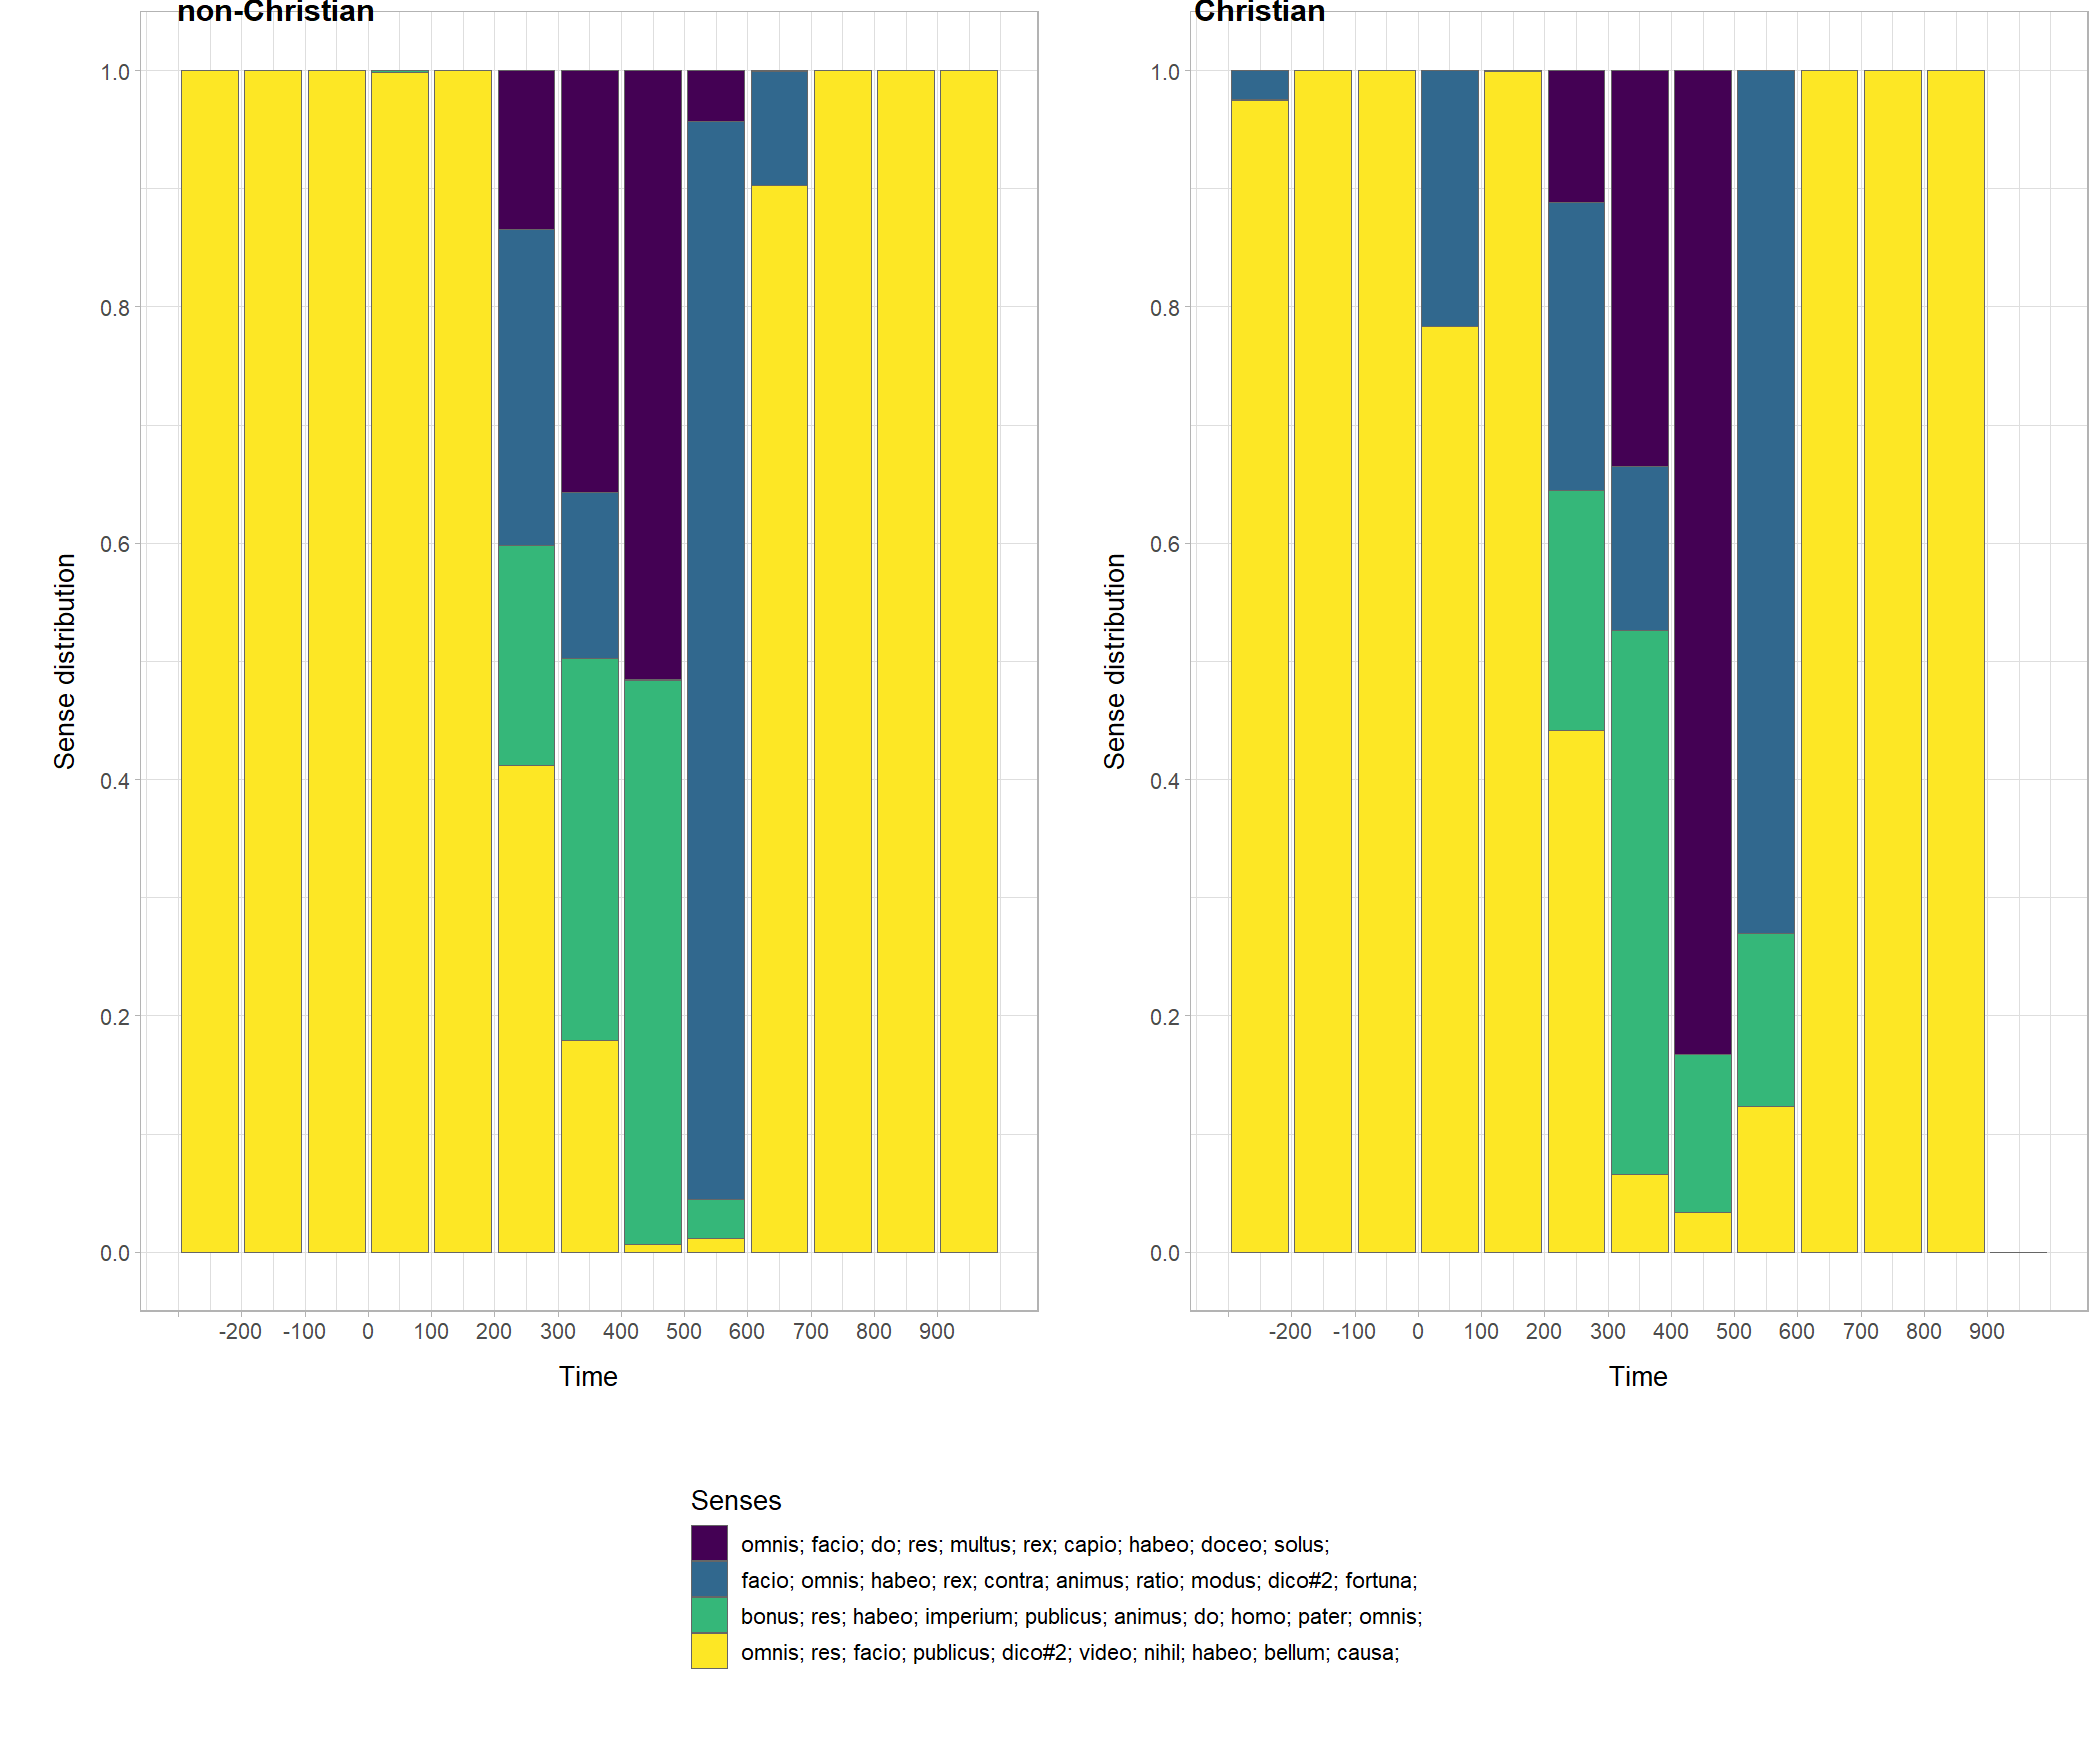 non-Christian
Christian
Sense distribution
1.0
0.8
0.6
0.4
0.2
0.0
-200 -100 0 100 200 300 400 500 600 700 800 900
Time
Sense distribution
1.0
0.8
0.6
0.4
0.2
0.0
-200 -100 0 100 200 300 400 500 600 700 800 900
Time
Senses
omnis; facio; do; res; multus; rex; capio; habeo; doceo; solus;
facio; omnis; habeo; rex; contra; animus; ratio; modus; dico#2; fortuna;
bonus; res; habeo; imperium; publicus; animus; do; homo; pater; omnis;
omnis; res; facio; publicus; dico#2; video; nihil; habeo; bellum; causa;